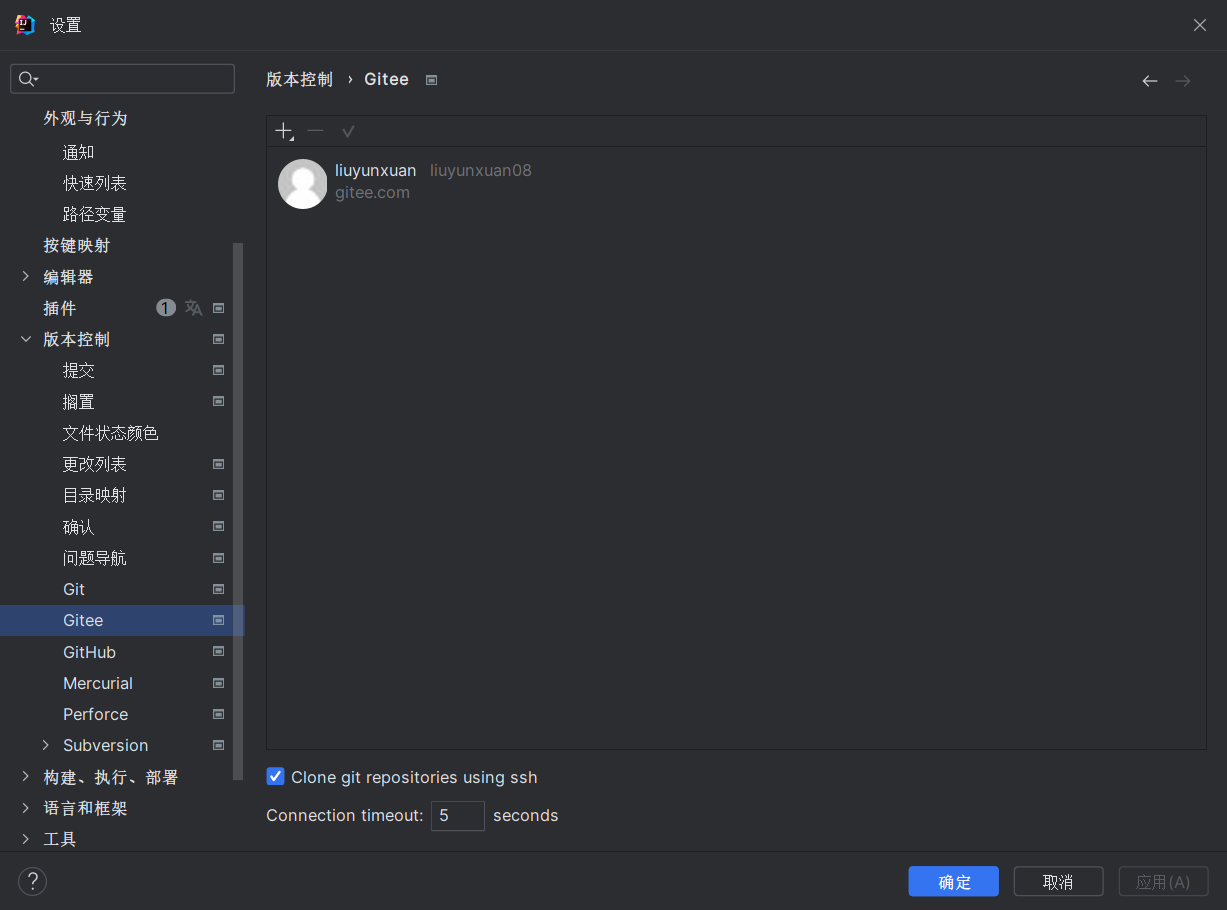 设置
外观与行为
通知
快速列表
路径变量
按键映射
编辑器
插件 1
版本控制
提交
搁置
文件状态颜色
更改列表
目录映射
确认
问题导航
Git
Gitee
GitHub
Mercurial
Perforce
Subversion
构建、执行、部署
语言和框架
工具
版本控制 › Gitee
liuyunxuan liuyunxuan08
gitee.com
Clone git repositories using ssh
Connection timeout: 5 seconds
? 确定 取消 应用(A)